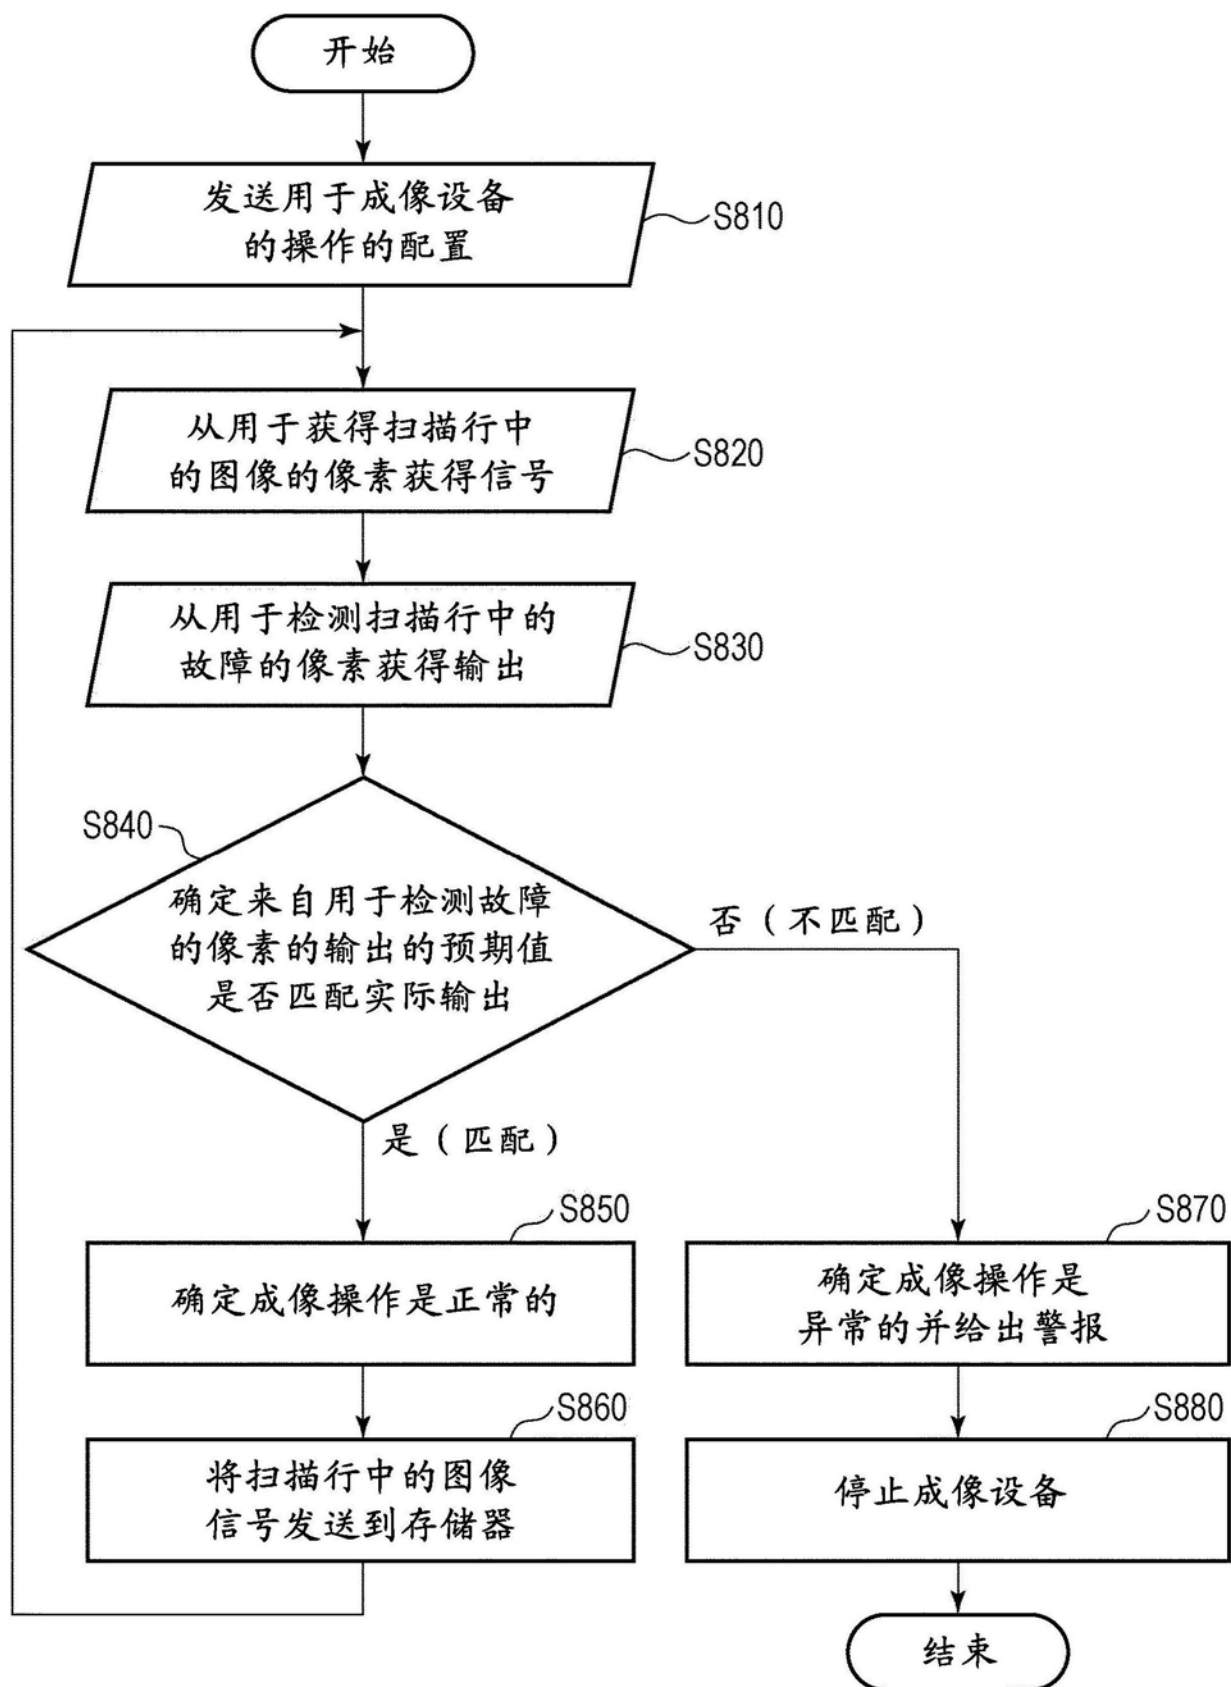 开始
发送用于成像设备
的操作的配置
S810
从用于获得扫描行中
的图像的像素获得信号
S820
从用于检测扫描行中的
故障的像素获得输出
S830
S840
确定来自用于检测故障
的像素的输出的预期值
是否匹配实际输出
否（不匹配）
是（匹配）
S850
确定成像操作是正常的
S870
确定成像操作是
异常的并给出警报
S860
将扫描行中的图像
信号发送到存储器
S880
停止成像设备
结束